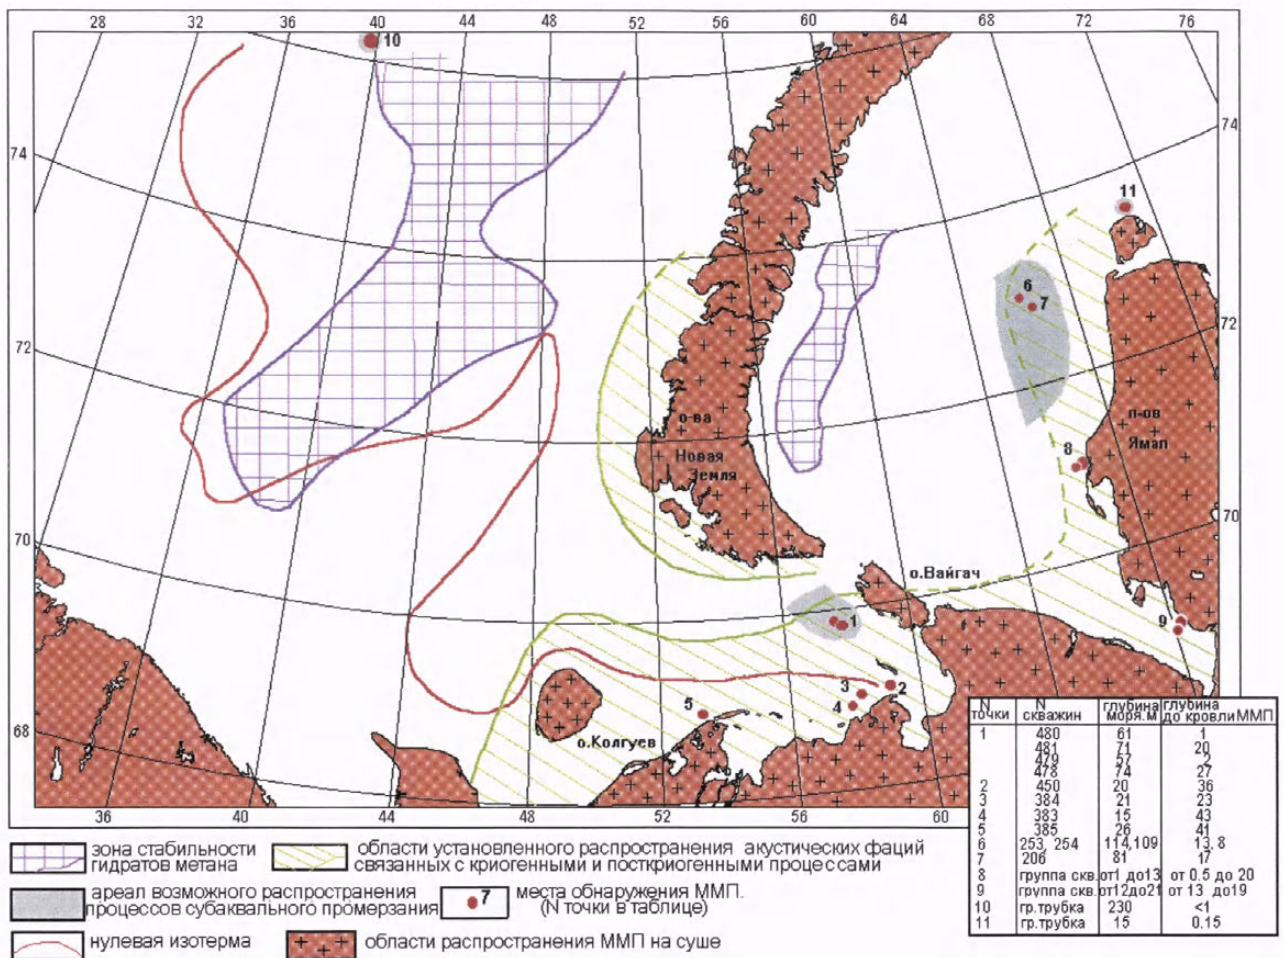 28 32 36 40 44 48 52 56 60 64 68 72 76
10
74
74
11
6
7
72
72
о-ва
Новая
Земля
п-ов
Ямал
8
70
70
о.Вайгач
1
9
2
3
4
5
о.Колгуев
68
36 40 44 48 52 56 60
N точки N скважин глубина моря.м глубина до кровли ММП
1 480 61 1
481 71 20
479 57 2
478 74 27
2 450 20 36
3 384 21 23
4 383 15 43
5 385 26 41
6 253, 254 114,109 13, 8
7 206 81 17
8 группа скв. от1 до13 от 0.5 до 20
9 группа скв. от12до21 от 13 до19
10 гр.трубка 230 <1
11 гр.трубка 15 0.15
зона стабильности
гидратов метана
области установленного распространения акустических фаций
связанных с криогенными и посткриогенными процессами
ареал возможного распространения
процессов субаквального промерзания
7
места обнаружения ММП.
(N точки в таблице)
нулевая изотерма
области распространения ММП на суше